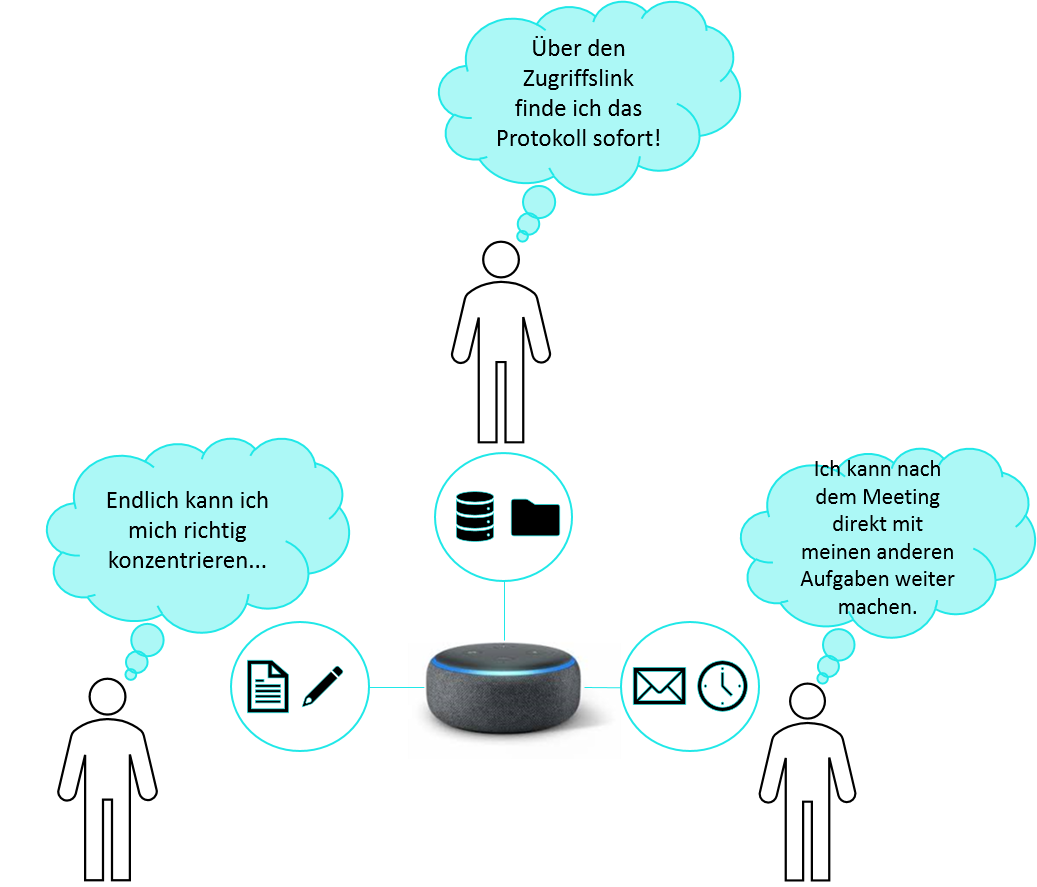 Über den
Zugriffslink
finde ich das
Protokoll sofort!
Endlich kann ich
mich richtig
konzentrieren...
Ich kann nach
dem Meeting
direkt mit
meinen anderen
Aufgaben weiter
machen.